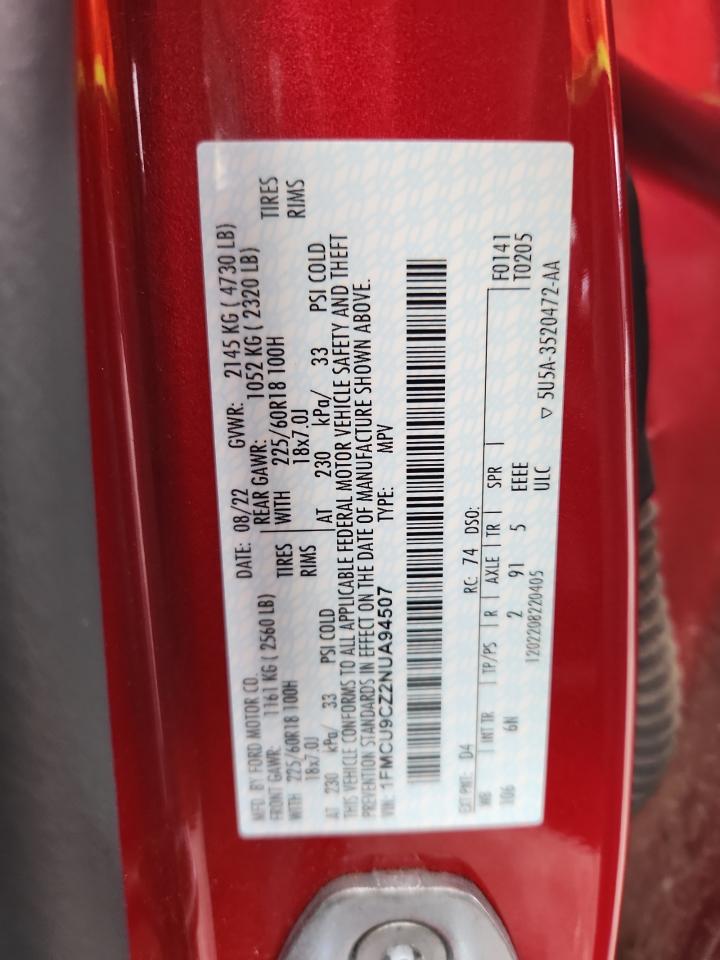 MFD. BY FORD MOTOR CO.
DATE: 08/22 GVWR: 2145 KG ( 4730 LB)
FRONT GAWR: 1161 KG ( 2560 LB) REAR GAWR: 1052 KG ( 2320 LB)
WITH 225/60R18 100H TIRES WITH 225/60R18 100H TIRES
18x7.0J RIMS 18x7.0J RIMS
AT 230 kPa/ 33 PSI COLD AT 230 kPa/ 33 PSI COLD
THIS VEHICLE CONFORMS TO ALL APPLICABLE FEDERAL MOTOR VEHICLE SAFETY AND THEFT
PREVENTION STANDARDS IN EFFECT ON THE DATE OF MANUFACTURE SHOWN ABOVE.
VIN: 1FMCU9CZ2NUA94507 TYPE: MPV
EXT PNT: D4 RC: 74 DSO:
WB INT TR TP/PS R AXLE TR SPR F0141
106 6N 2 91 5 EEEE T0205
1202208220405 ULC
▽ 5U5A-3520472-AA